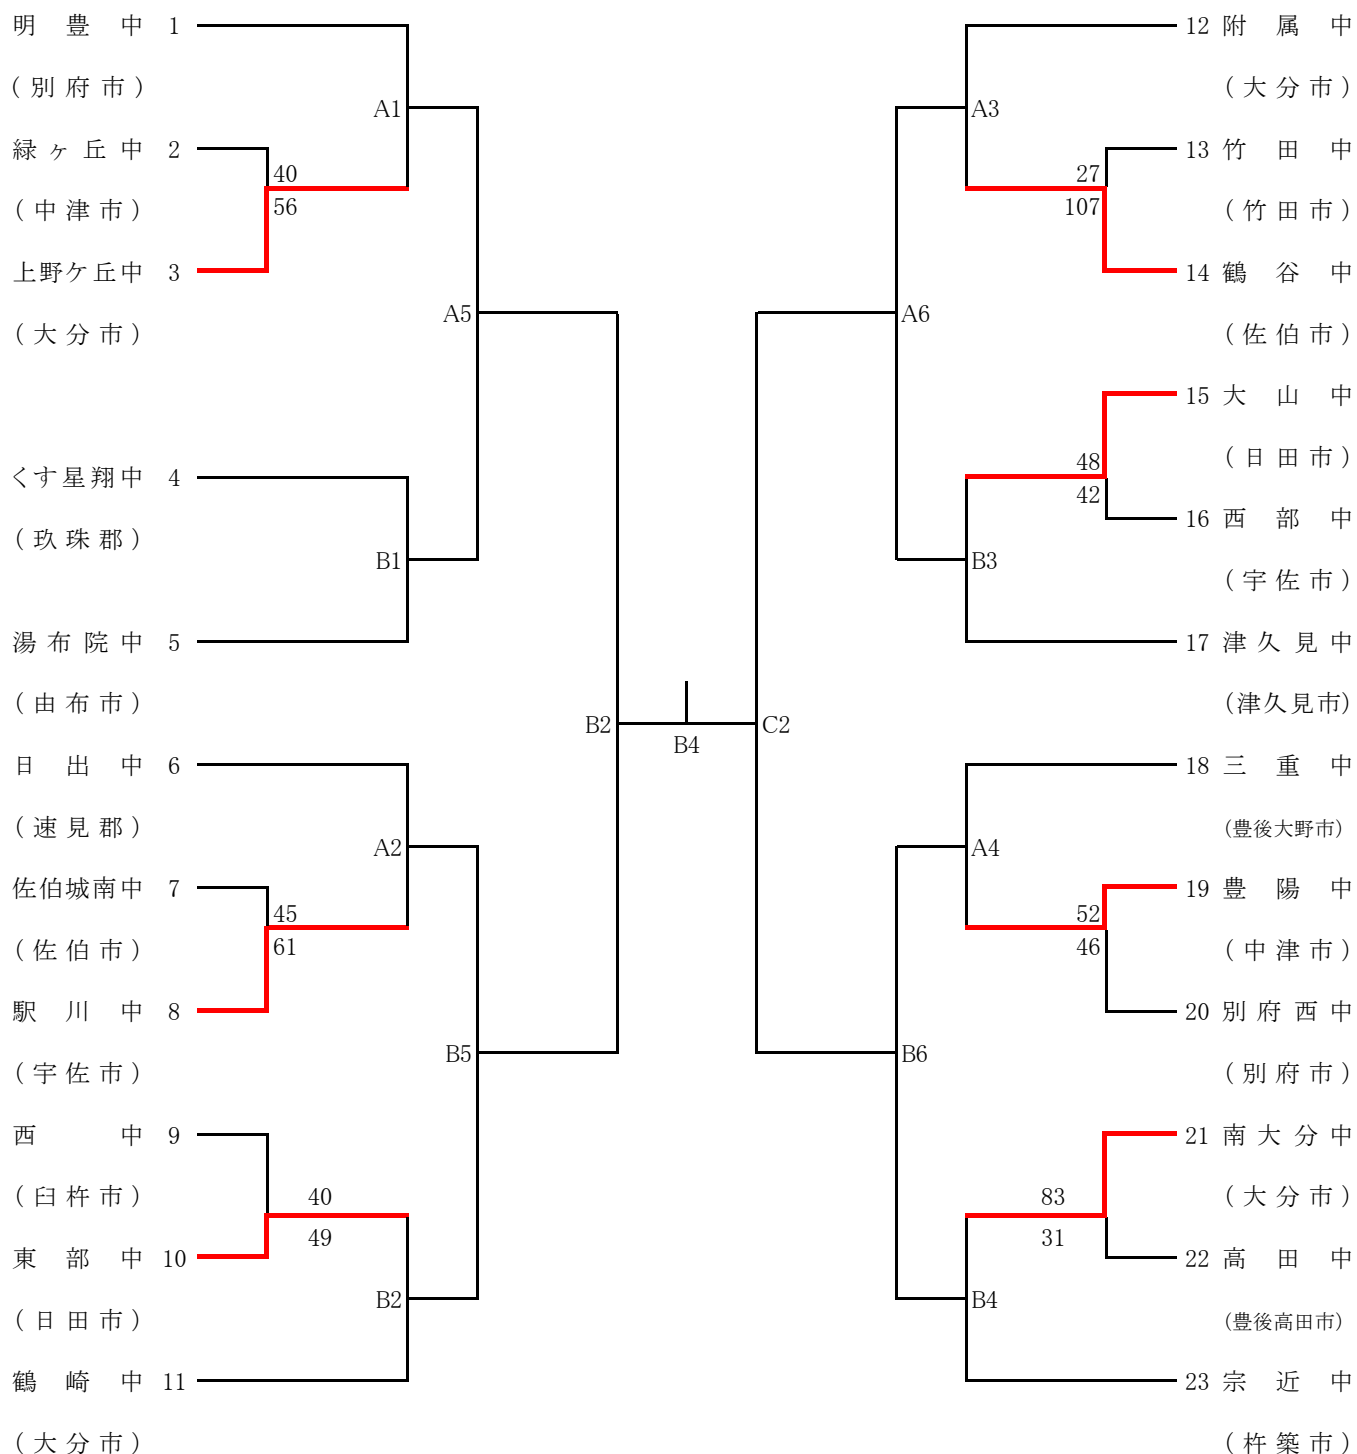 明豊中 1
(別府市)
A1
緑ヶ丘中 2
40
(中津市)
56
上野ケ丘中 3
(大分市)
A5
くす星翔中 4
(玖珠郡)
B1
湯布院中 5
(由布市)
B2
日出中 6
(速見郡)
A2
佐伯城南中 7
45
(佐伯市)
61
駅川中 8
(宇佐市)
B5
西中 9
(臼杵市)
40
49
東部中 10
(日田市)
B2
鶴崎中 11
(大分市)
B4
12 附属中
(大分市)
A3
13 竹田中
27
(竹田市)
107
14 鶴谷中
(佐伯市)
A6
15 大山中
(日田市)
48
42
16 西部中
(宇佐市)
B3
17 津久見中
(津久見市)
C2
18 三重中
(豊後大野市)
A4
19 豊陽中
52
(中津市)
46
20 別府西中
(別府市)
B6
21 南大分中
(大分市)
83
31
22 高田中
(豊後高田市)
B4
23 宗近中
(杵築市)